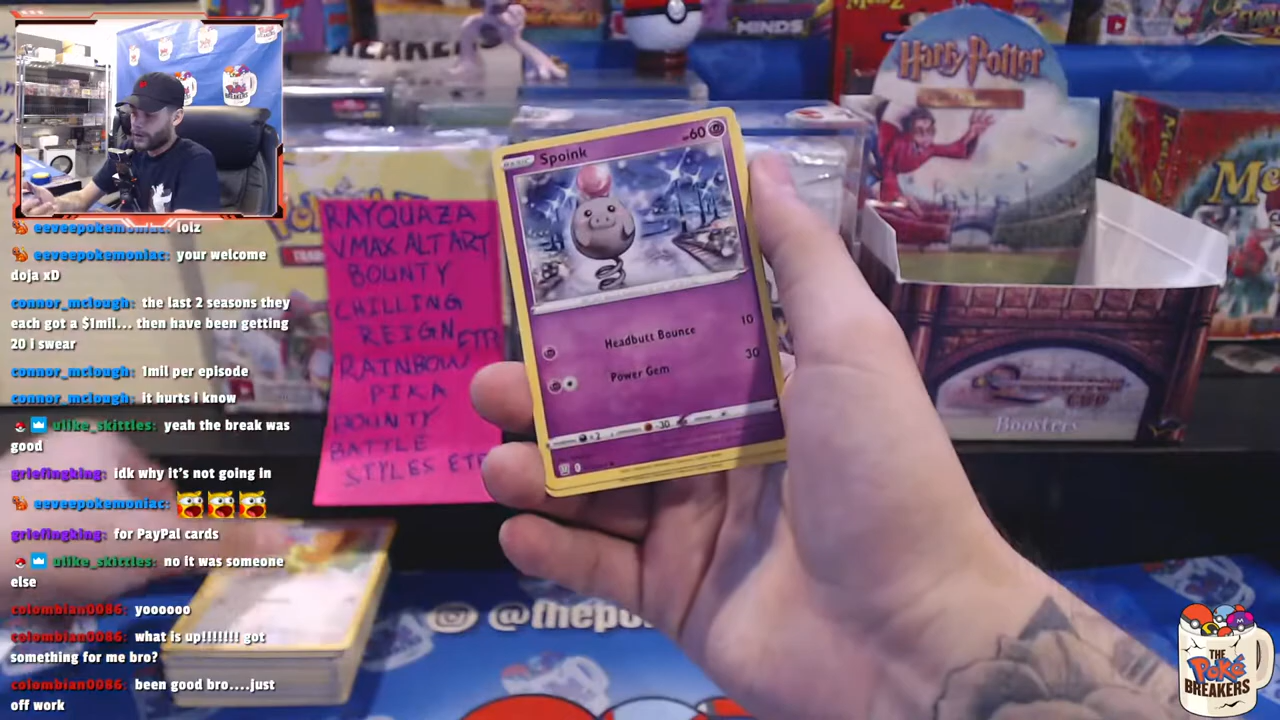 eeveepokemoniac: lolz
eeveepokemoniac: your welcome
doja xD
connor_mclough: the last 2 seasons they
each got a $1mil... then have been getting
20 I swear
connor_mclough: 1mil per episode
connor_mclough: it hurts I know
ulike_skittles: yeah the break was
good
griefingking: idk why it's not going in
eeveepokemoniac:
griefingking: for PayPal cards
ulike_skittles: no it was someone
else
colombian0086: yoooooo
colombian0086: what is up!!!!!!! got
something for me bro?
colombian0086: been good bro....just
off work
RAYQUAZA
VMAX ALT ART
BOUNTY
CHILLING
REIGN ETB
RAINBOW
PIKA
BOUNTY
BATTLE
STYLES ETB
BASIC Spoink 60
Headbutt Bounce 10
Power Gem 30
×2 -30
MINDS
Harry Potter
Boosters
@thepo
THE
Poké
BREAKERS